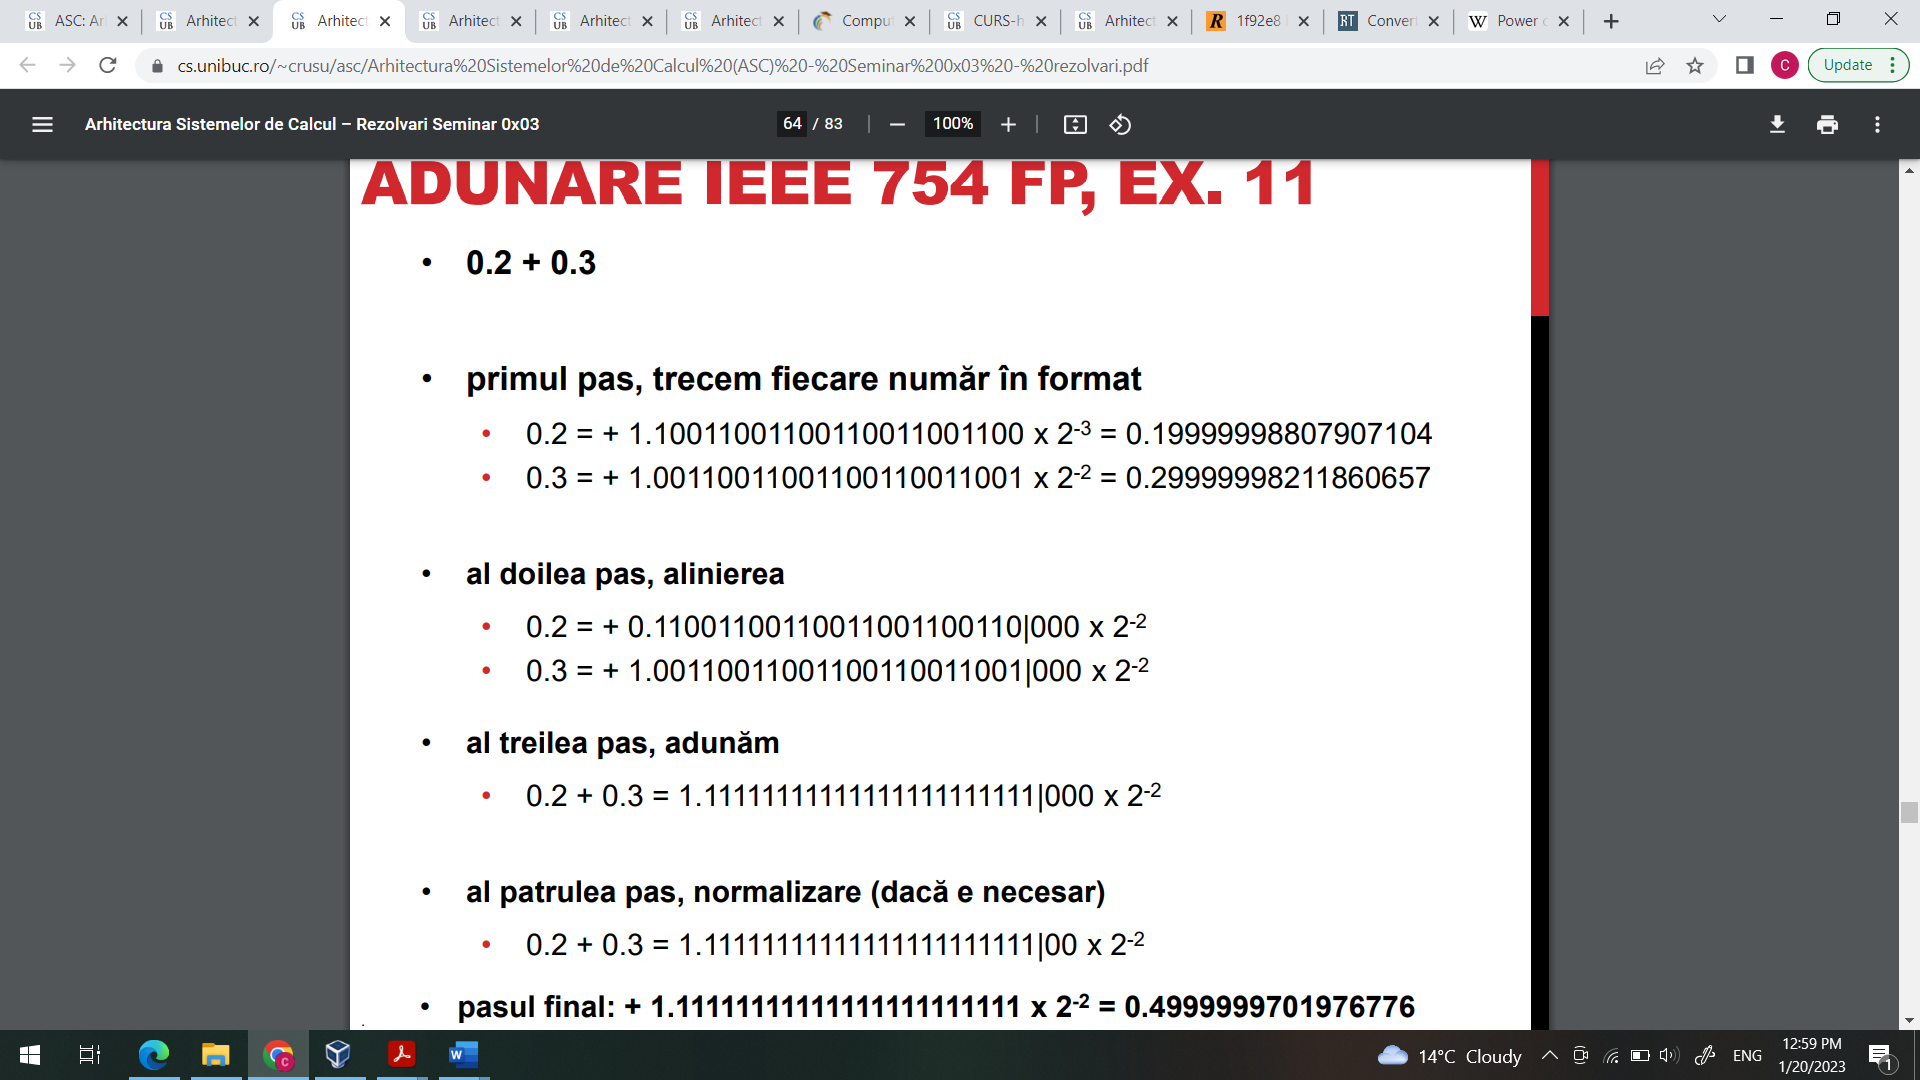 ASC: Ar
Arhitect
Arhitect
Arhitect
Arhitect
Arhitect
Compu
CURS-h
Arhitect
1f92e8
Convert
Power o
cs.unibuc.ro/~crusu/asc/Arhitectura%20Sistemelor%20de%20Calcul%20(ASC)%20-%20Seminar%200x03%20-%20rezolvari.pdf
C
Update
Arhitectura Sistemelor de Calcul – Rezolvari Seminar 0x03
64 / 83
100%
ADUNARE IEEE 754 FP, EX. 11
• 0.2 + 0.3
• primul pas, trecem fiecare număr în format
• 0.2 = + 1.10011001100110011001100 x 2-3 = 0.19999998807907104
• 0.3 = + 1.00110011001100110011001 x 2-2 = 0.29999998211860657
• al doilea pas, alinierea
• 0.2 = + 0.11001100110011001100110|000 x 2-2
• 0.3 = + 1.00110011001100110011001|000 x 2-2
• al treilea pas, adunăm
• 0.2 + 0.3 = 1.11111111111111111111111|000 x 2-2
• al patrulea pas, normalizare (dacă e necesar)
• 0.2 + 0.3 = 1.11111111111111111111111|00 x 2-2
• pasul final: + 1.11111111111111111111111 x 2-2 = 0.4999999701976776
14°C Cloudy
ENG
12:59 PM
1/20/2023
1